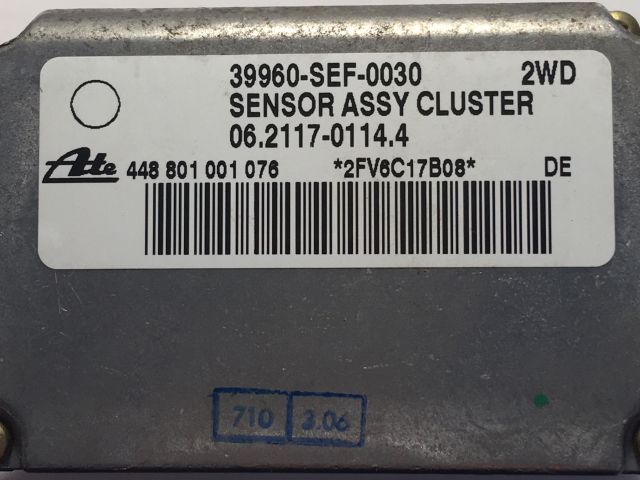 39960-SEF-0030 2WD
SENSOR ASSY CLUSTER
06.2117-0114.4
Ate 448 801 001 076 *2FV6C17B08* DE
710 3.06